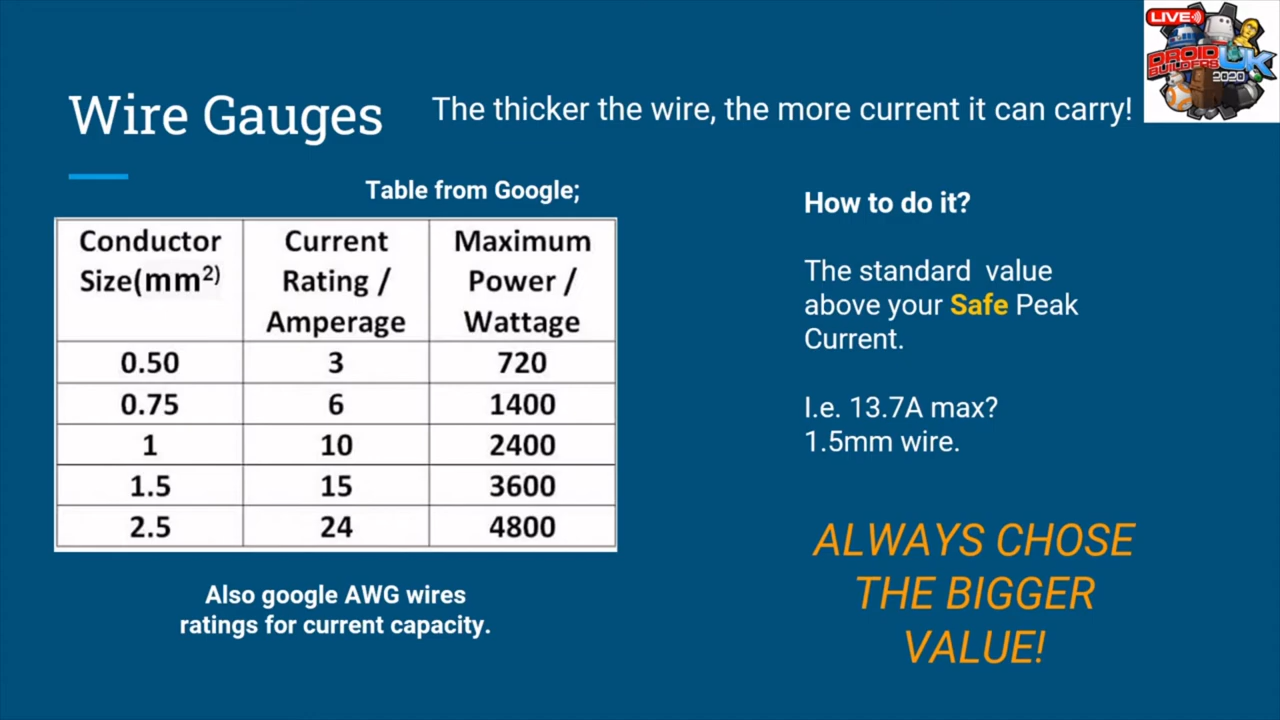 LIVE
DROID
BUILDERS
UK
2020
Wire Gauges
The thicker the wire, the more current it can carry!
Table from Google;
Conductor Size(mm²) Current Rating / Amperage Maximum Power / Wattage
0.50 3 720
0.75 6 1400
1 10 2400
1.5 15 3600
2.5 24 4800
Also google AWG wires
ratings for current capacity.
How to do it?
The standard value
above your Safe Peak
Current.
I.e. 13.7A max?
1.5mm wire.
ALWAYS CHOSE
THE BIGGER
VALUE!